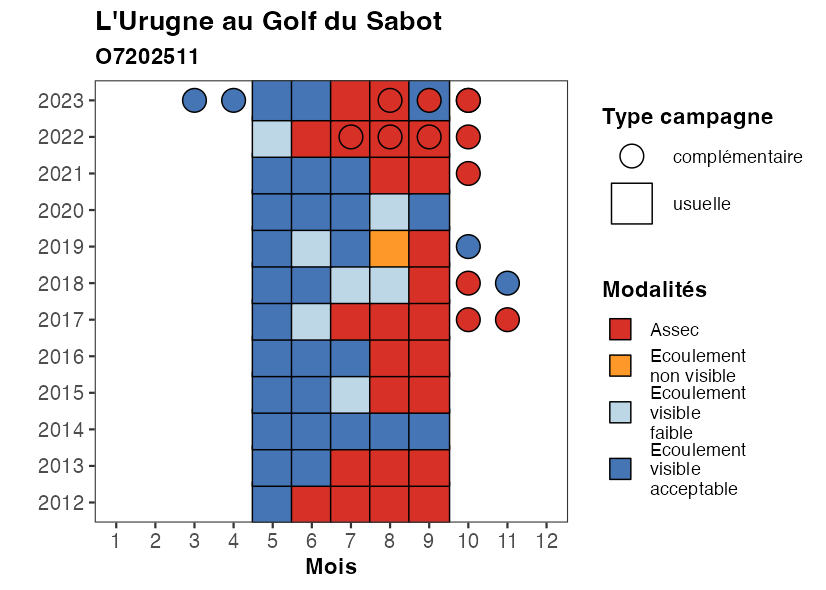 L'Urugne au Golf du Sabot
O7202511
2023
2022
2021
2020
2019
2018
2017
2016
2015
2014
2013
2012
1 2 3 4 5 6 7 8 9 10 11 12
Mois
Type campagne
complémentaire
usuelle
Modalités
Assec
Ecoulement
non visible
Ecoulement
visible
faible
Ecoulement
visible
acceptable